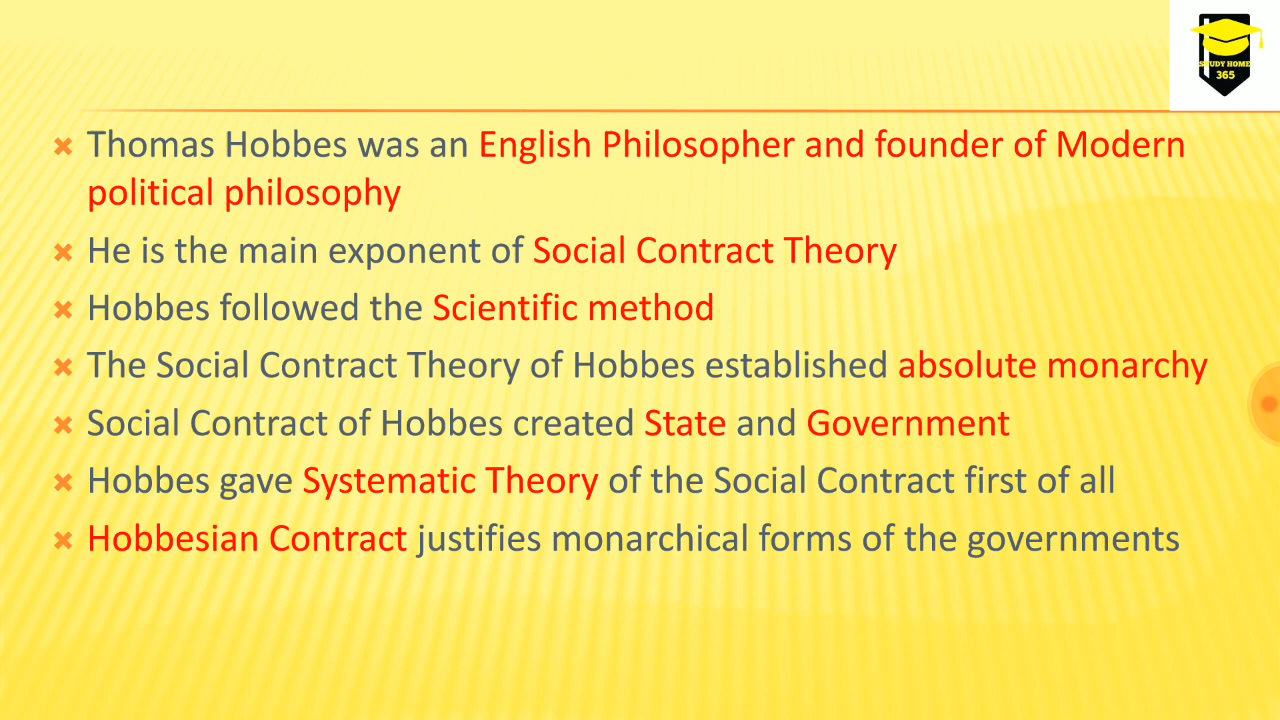 STUDY HOME
365
Thomas Hobbes was an English Philosopher and founder of Modern
political philosophy
He is the main exponent of Social Contract Theory
Hobbes followed the Scientific method
The Social Contract Theory of Hobbes established absolute monarchy
Social Contract of Hobbes created State and Government
Hobbes gave Systematic Theory of the Social Contract first of all
Hobbesian Contract justifies monarchical forms of the governments